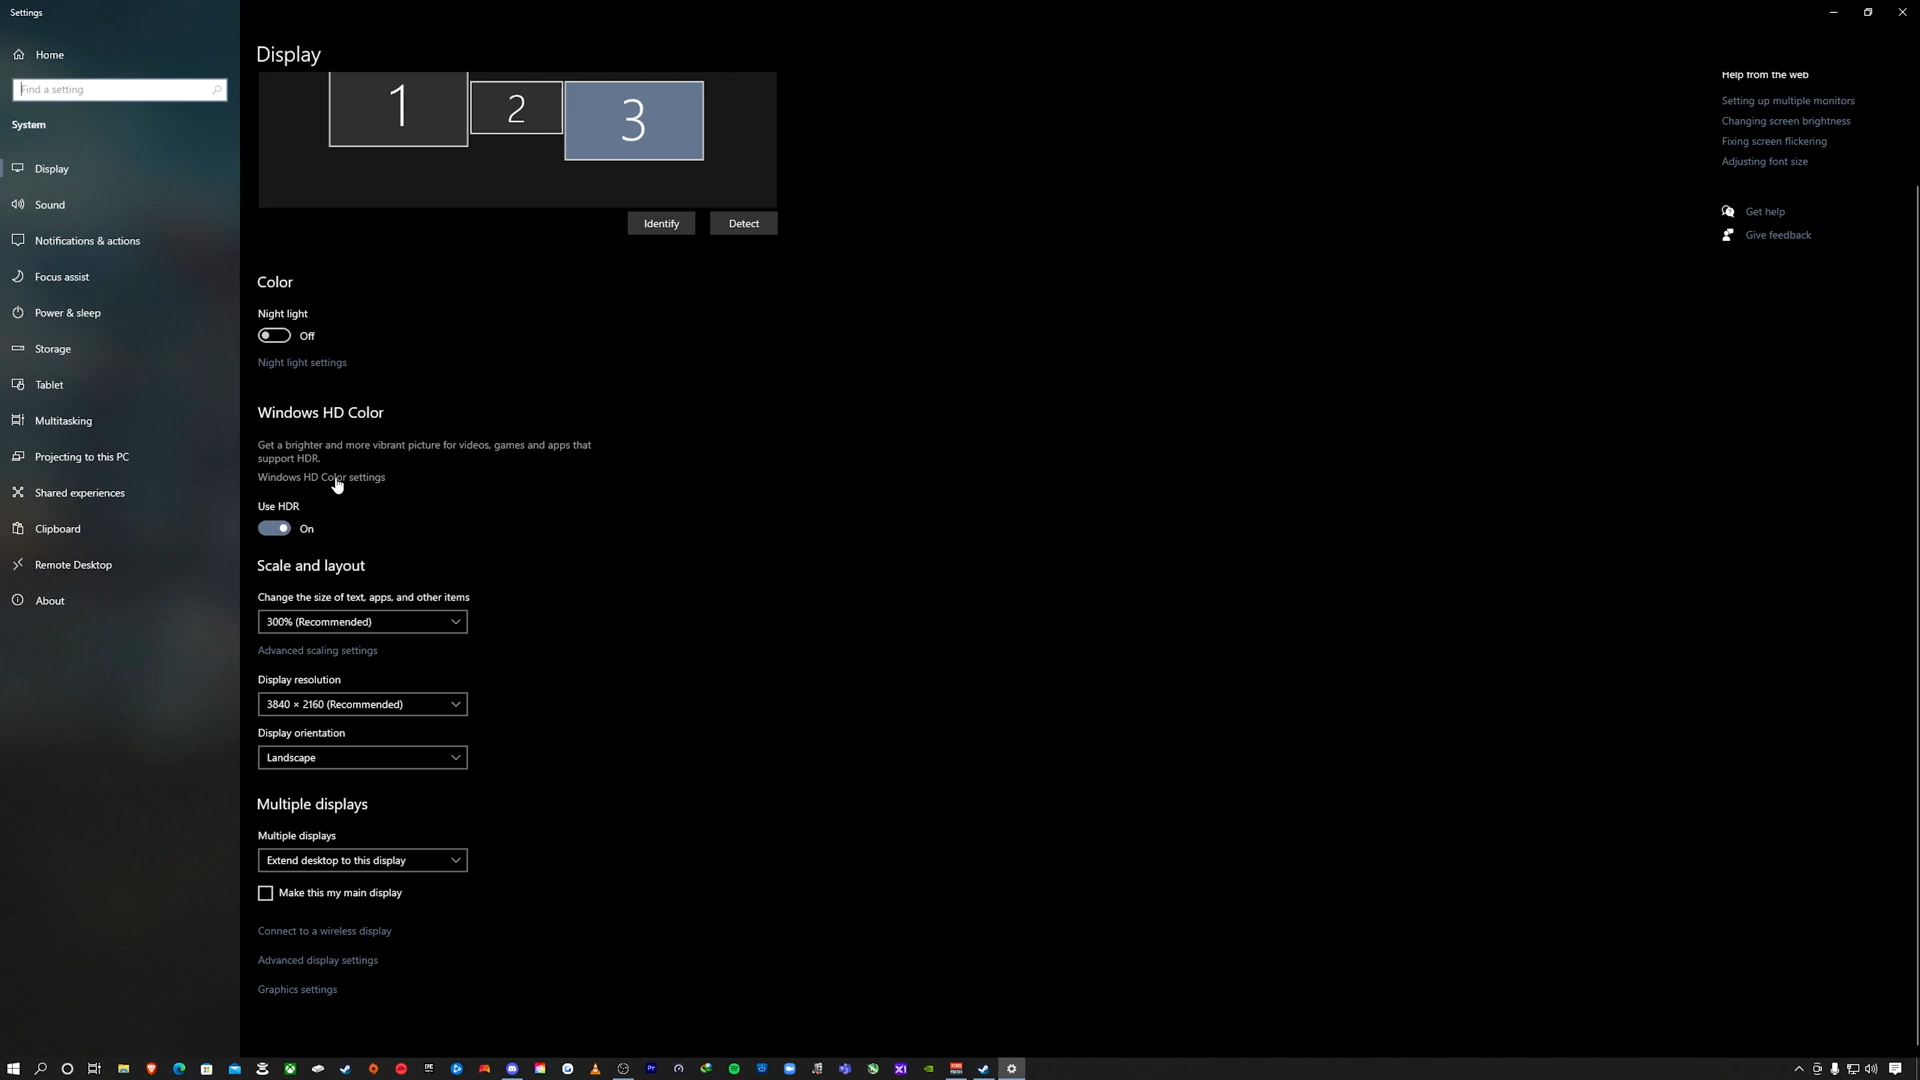 Settings
Home
Find a setting
System
Display
Sound
Notifications & actions
Focus assist
Power & sleep
Storage
Tablet
Multitasking
Projecting to this PC
Shared experiences
Clipboard
Remote Desktop
About
Display
1
2
3
Identify
Detect
Color
Night light
Off
Night light settings
Windows HD Color
Get a brighter and more vibrant picture for videos, games and apps that
support HDR.
Windows HD Color settings
Use HDR
On
Scale and layout
Change the size of text, apps, and other items
300% (Recommended)
Advanced scaling settings
Display resolution
3840 × 2160 (Recommended)
Display orientation
Landscape
Multiple displays
Multiple displays
Extend desktop to this display
Make this my main display
Connect to a wireless display
Advanced display settings
Graphics settings
Help from the web
Setting up multiple monitors
Changing screen brightness
Fixing screen flickering
Adjusting font size
Get help
Give feedback
Pr
X1